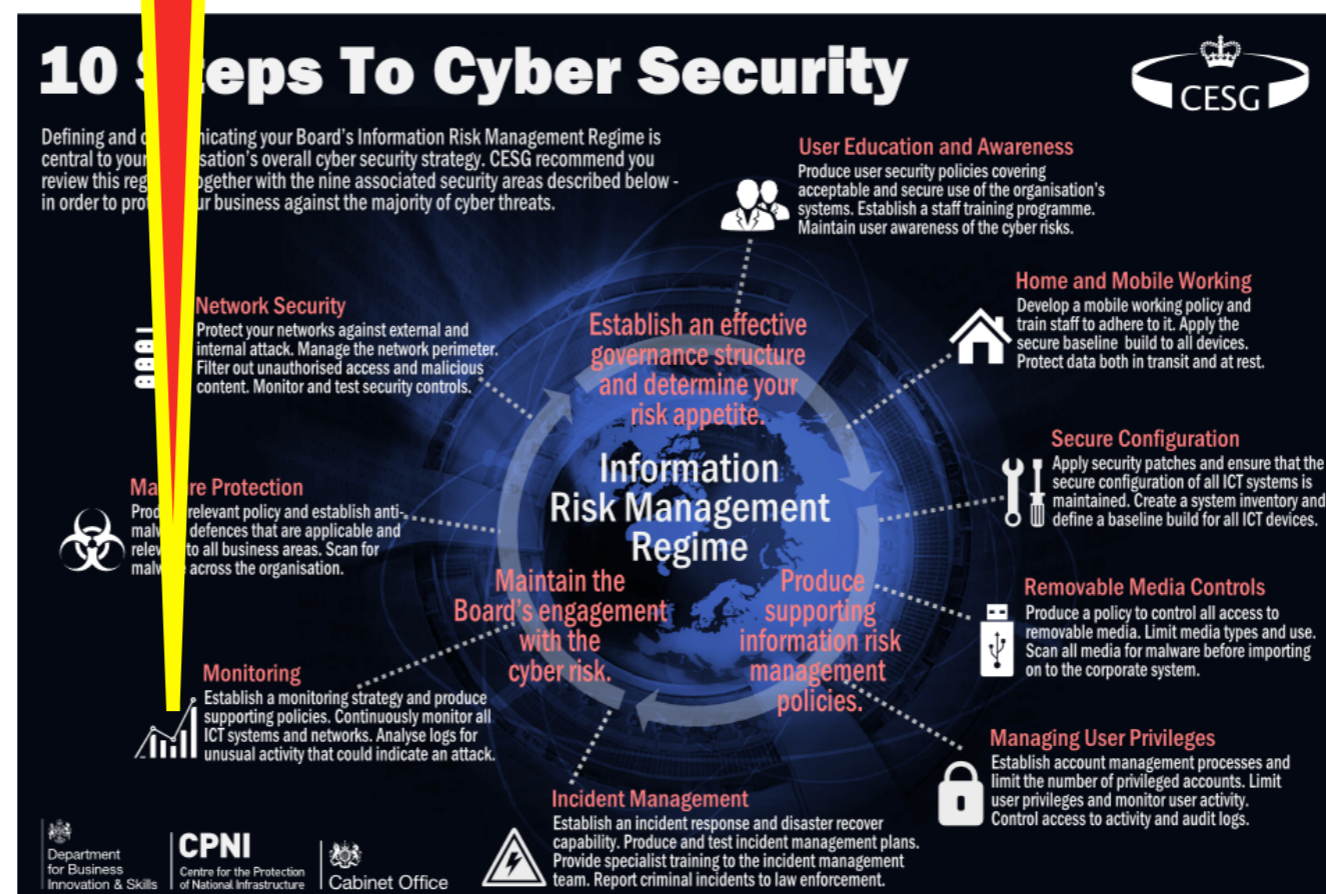 10 Steps To Cyber Security
CESG
Defining and Board's Information Risk Management Regime is
central to your overall cyber security strategy. CESG recommend you
review this together with the nine associated security areas described below -
in order to business against the majority of cyber threats.
User Education and Awareness
Produce user security policies covering
acceptable and secure use of the organisation's
systems. Establish a staff training programme.
Maintain user awareness of the cyber risks.
Home and Mobile Working
Develop a mobile working policy and
train staff to adhere to it. Apply the
secure baseline build to all devices.
Protect data both in transit and at rest.
Network Security
Protect your networks against external and
internal attack. Manage the network perimeter.
Filter out unauthorised access and malicious
content. Monitor and test security controls.
Establish an effective
governance structure
and determine your
risk appetite.
Secure Configuration
Apply security patches and ensure that the
secure configuration of all ICT systems is
maintained. Create a system inventory and
define a baseline build for all ICT devices.
Information
Risk Management
Regime
Malware Protection
Produce relevant policy and establish anti-
malware defences that are applicable and
relevant to all business areas. Scan for
malware across the organisation.
Maintain the
Board's engagement
with the
cyber risk.
Produce
supporting
information risk
management
policies.
Removable Media Controls
Produce a policy to control all access to
removable media. Limit media types and use.
Scan all media for malware before importing
on to the corporate system.
Monitoring
Establish a monitoring strategy and produce
supporting policies. Continuously monitor all
ICT systems and networks. Analyse logs for
unusual activity that could indicate an attack.
Managing User Privileges
Establish account management processes and
limit the number of privileged accounts. Limit
user privileges and monitor user activity.
Control access to activity and audit logs.
Incident Management
Establish an incident response and disaster recover
capability. Produce and test incident management plans.
Provide specialist training to the incident management
team. Report criminal incidents to law enforcement.
Department
for Business
Innovation & Skills
CPNI
Centre for the Protection
of National Infrastructure
Cabinet Office